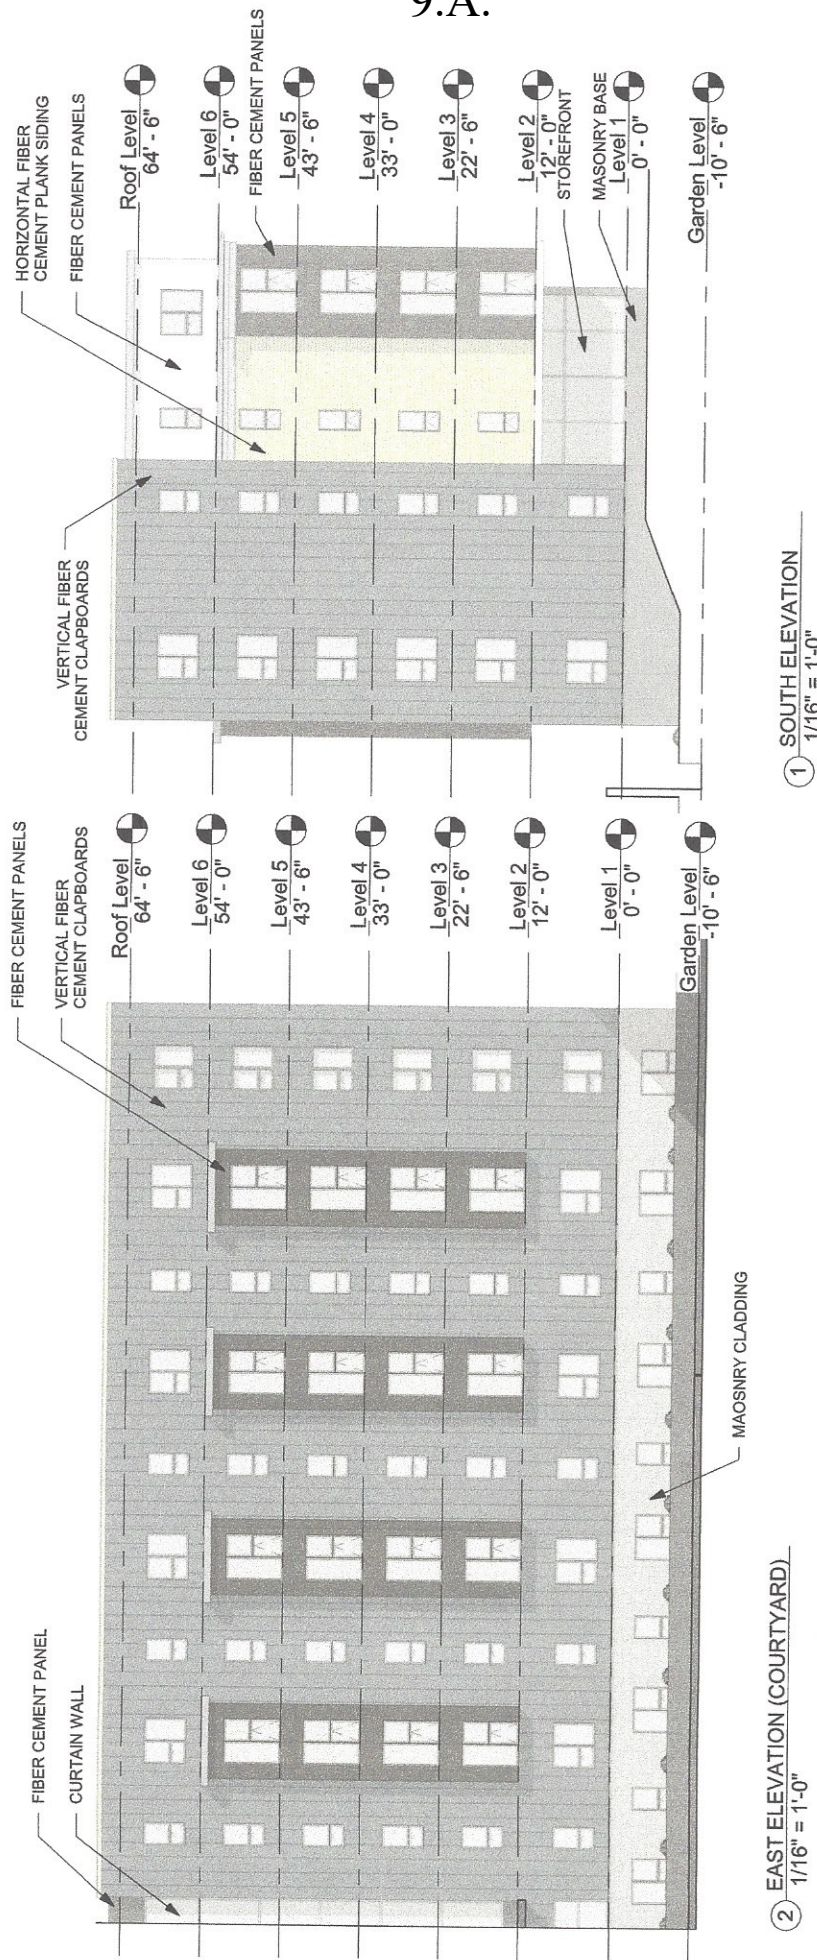 9.A.
FIBER CEMENT PANEL
CURTAIN WALL
FIBER CEMENT PANELS
VERTICAL FIBER
CEMENT CLAPBOARDS
Roof Level
64' - 6"
Level 6
54' - 0"
Level 5
43' - 6"
Level 4
33' - 0"
Level 3
22' - 6"
Level 2
12' - 0"
Level 1
0' - 0"
Garden Level
-10' - 6"
MAOSNRY CLADDING
2
EAST ELEVATION (COURTYARD)
1/16" = 1'-0"
VERTICAL FIBER
CEMENT CLAPBOARDS
HORIZONTAL FIBER
CEMENT PLANK SIDING
FIBER CEMENT PANELS
Roof Level
64' - 6"
Level 6
54' - 0"
FIBER CEMENT PANELS
Level 5
43' - 6"
Level 4
33' - 0"
Level 3
22' - 6"
Level 2
12' - 0"
STOREFRONT
MASONRY BASE
Level 1
0' - 0"
Garden Level
-10' - 6"
1
SOUTH ELEVATION
1/16" = 1'-0"